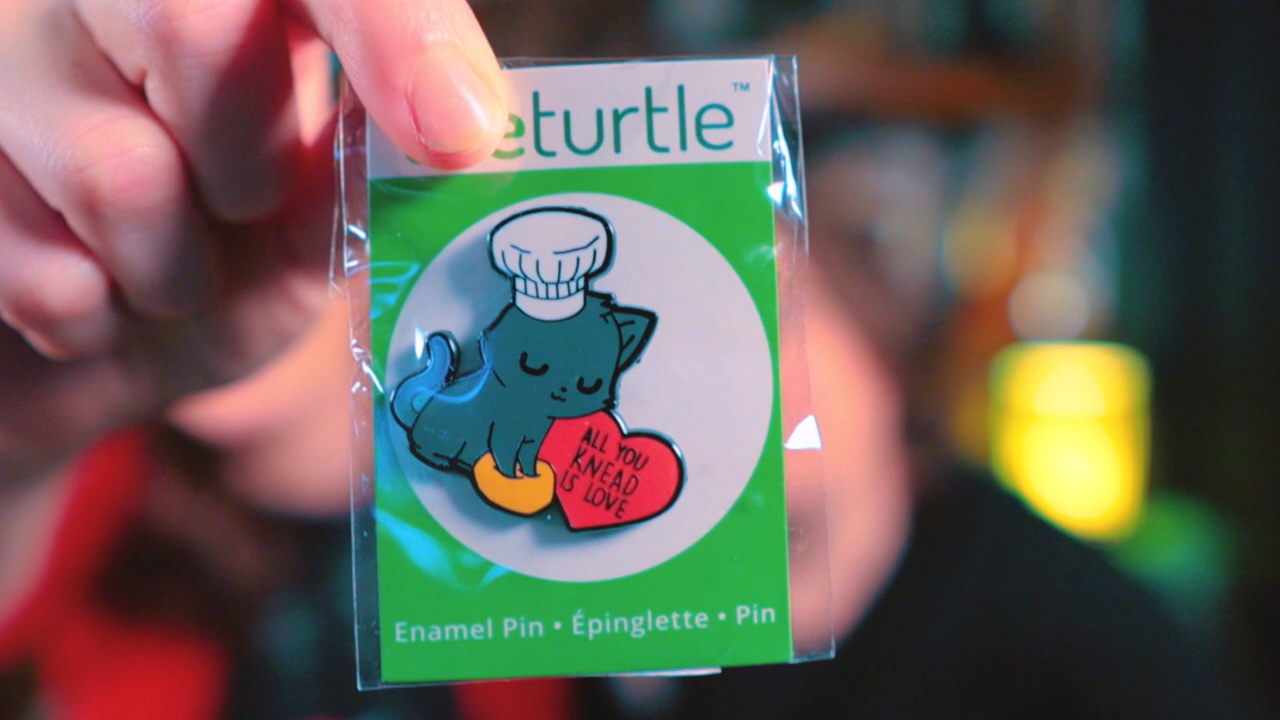 eturtle™
ALL YOU
KNEAD
IS LOVE
Enamel Pin • Épinglette • Pin